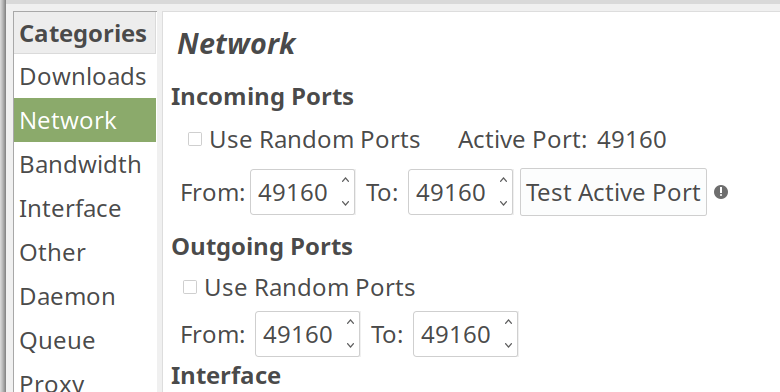 Categories
Downloads
Network
Bandwidth
Interface
Other
Daemon
Queue
Proxy
Network
Incoming Ports
Use Random Ports Active Port: 49160
From: 49160 To: 49160 Test Active Port
Outgoing Ports
Use Random Ports
From: 49160 To: 49160
Interface